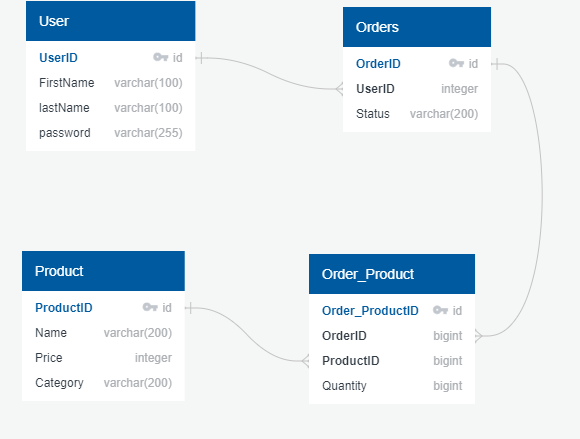 User
UserID id
FirstName varchar(100)
lastName varchar(100)
password varchar(255)
Orders
OrderID id
UserID integer
Status varchar(200)
Product
ProductID id
Name varchar(200)
Price integer
Category varchar(200)
Order_Product
Order_ProductID id
OrderID bigint
ProductID bigint
Quantity bigint